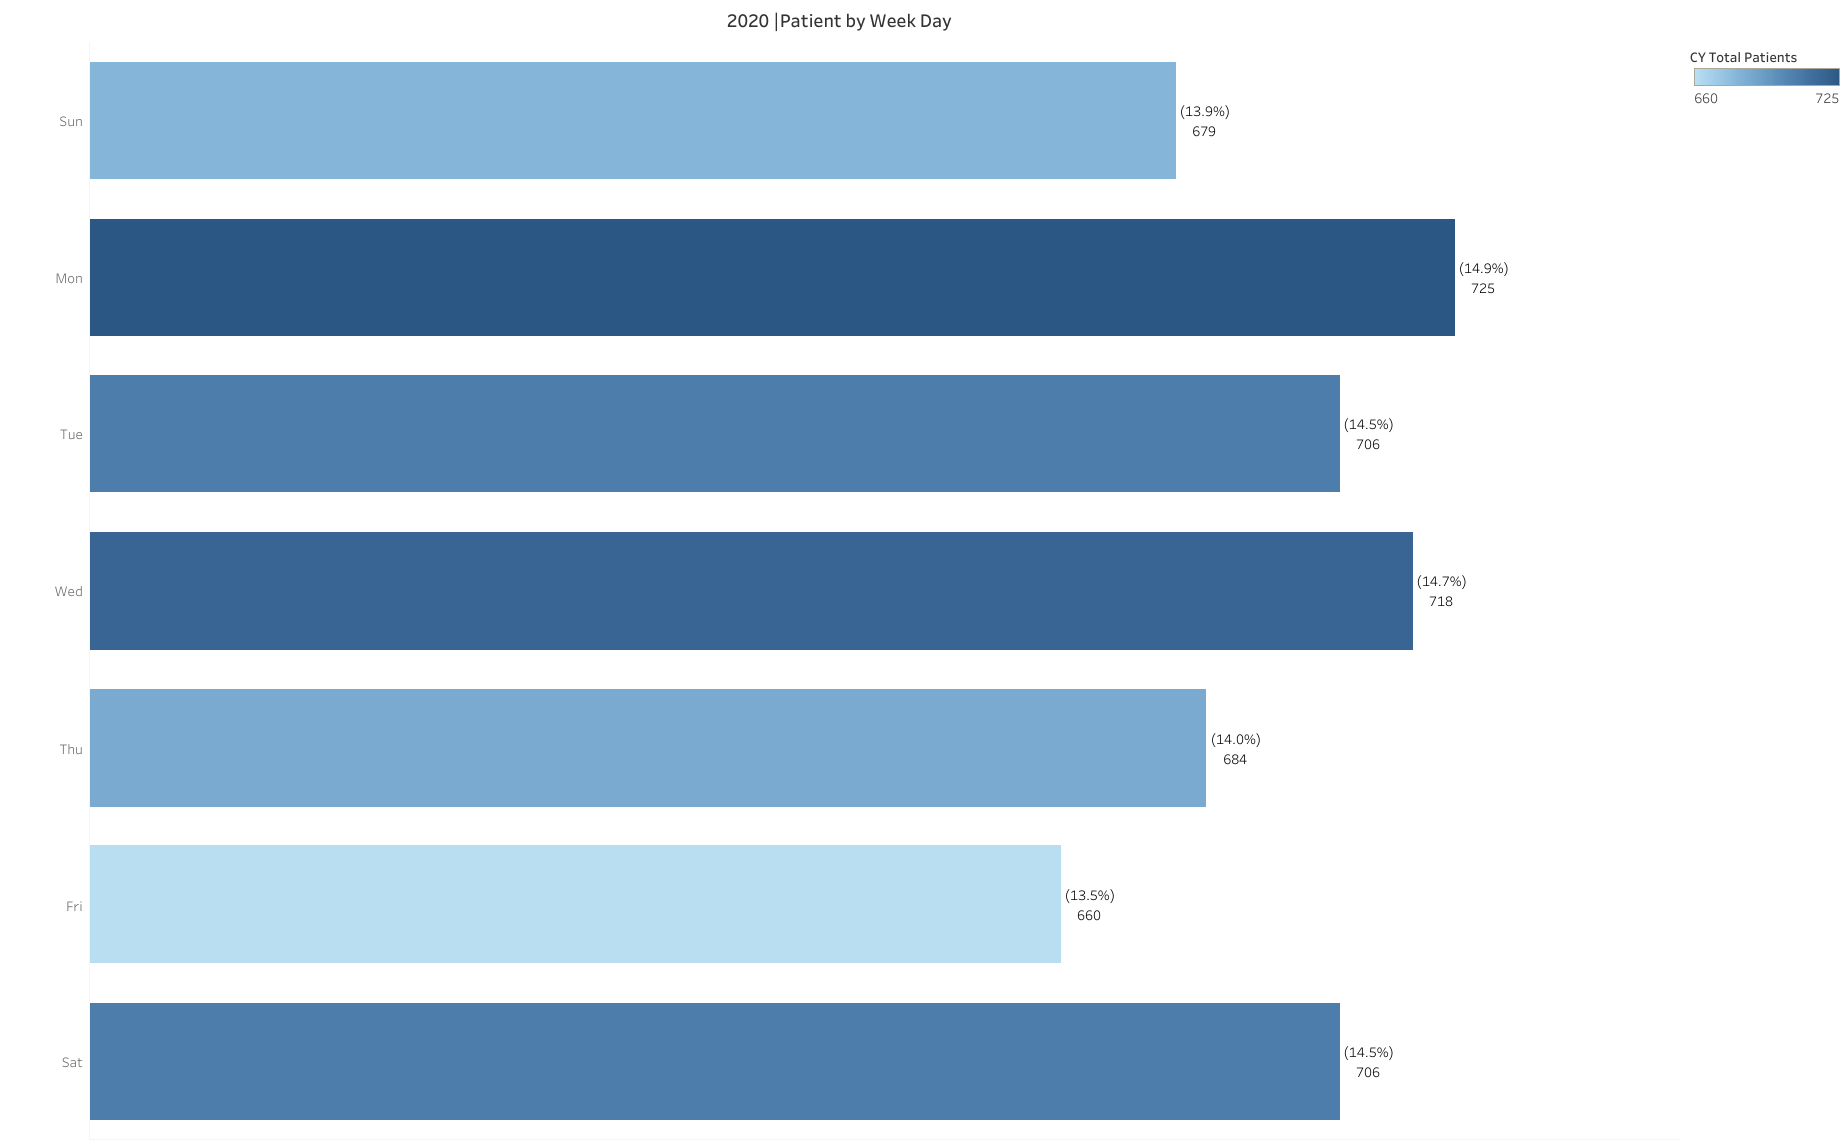 2020 |Patient by Week Day
CY Total Patients
660 725
Sun
(13.9%)
679
Mon
(14.9%)
725
Tue
(14.5%)
706
Wed
(14.7%)
718
Thu
(14.0%)
684
Fri
(13.5%)
660
Sat
(14.5%)
706